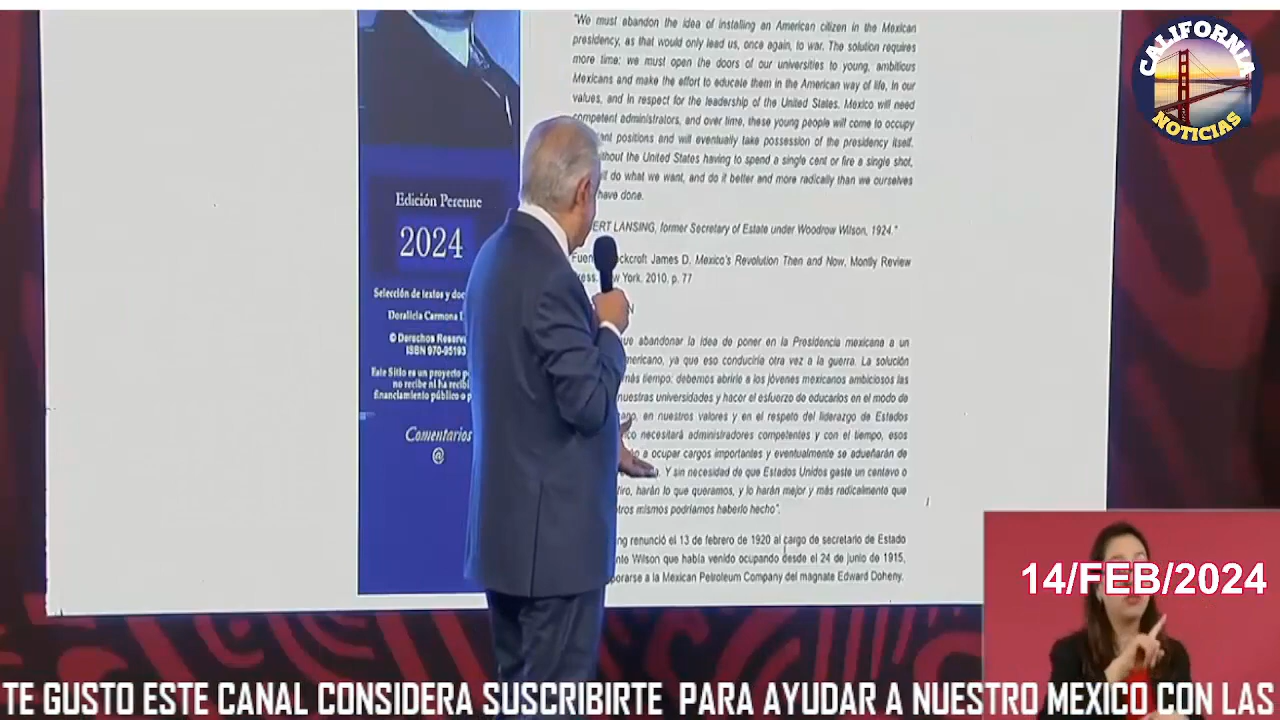 "We must abandon the idea of installing an American citizen in the Mexican
presidency, as that would only lead us, once again, to war. The solution requires
more time: we must open the doors of our universities to young, ambitious
Mexicans and make the effort to educate them in the American way of life, in our
values, and in respect for the leadership of the United States. Mexico will need
competent administrators, and over time, these young people will come to occupy
positions and will eventually take possession of the presidency itself.
the United States having to spend a single cent or fire a single shot,
do what we want, and do it better and more radically than we ourselves
have done.
LANSING, former Secretary of Estate under Woodrow Wilson, 1924."
James D. Mexico's Revolution Then and Now, Montly Review
York. 2010, p. 77
abandonar la idea de poner en la Presidencia mexicana a un
ya que eso conduciría otra vez a la guerra. La solución
más tiempo: debemos abrirle a los jóvenes mexicanos ambiciosos las
nuestras universidades y hacer el esfuerzo de educarlos en el modo de
en nuestros valores y en el respeto del liderazgo de Estados
necesitará administradores competentes y con el tiempo, esos
a ocupar cargos importantes y eventualmente se adueñarán de
Y sin necesidad de que Estados Unidos gaste un centavo o
harán lo que queramos, y lo harán mejor y más radicalmente que
mismos podríamos haberlo hecho".
renunció el 13 de febrero de 1920 al cargo de secretario de Estado
Wilson que había venido ocupando desde el 24 de junio de 1915,
a la Mexican Petroleum Company del magnate Edward Doheny.
Edición Perenne
2024
Selección de textos y
Doralicia Carmona
© Derechos
ISBN 970-95193
Este Sitio es un proyecto
no recibe ni ha
financiamiento público o
Comentarios
@
CALIFORNIA
NOTICIAS
14/FEB/2024
TE GUSTO ESTE CANAL CONSIDERA SUSCRIBIRTE PARA AYUDAR A NUESTRO MEXICO CON LAS